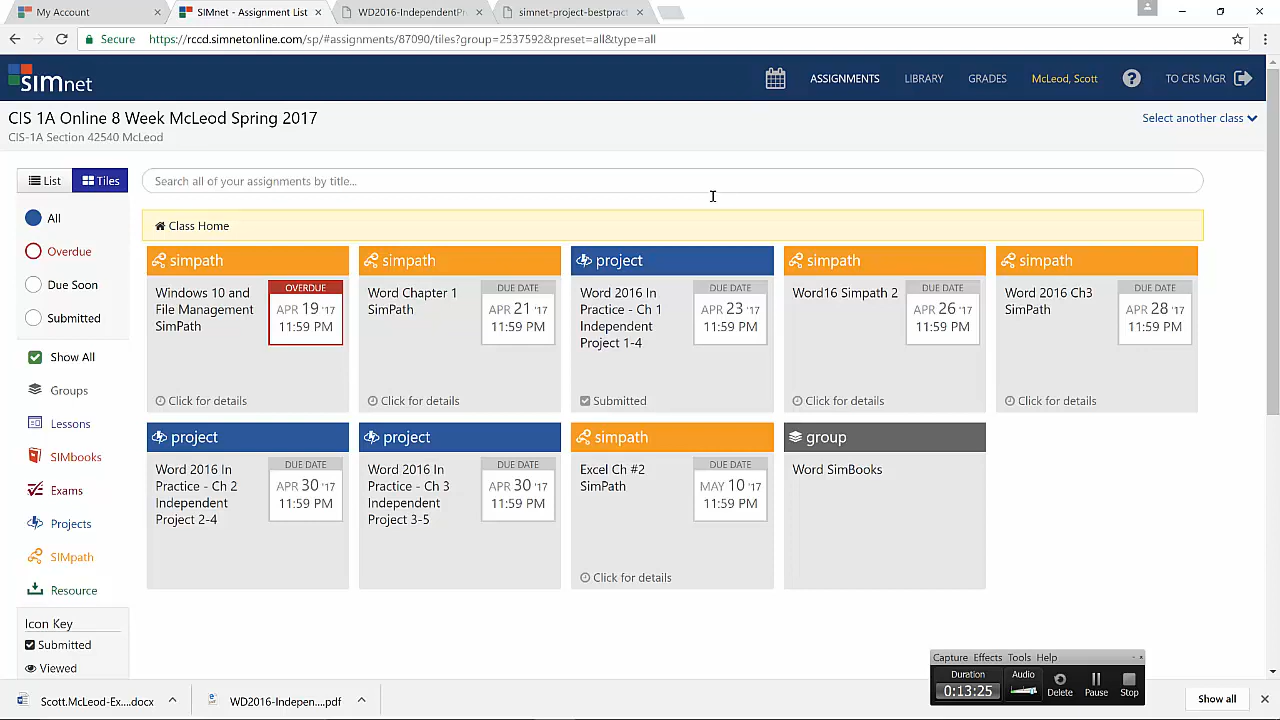 My Account
SIMnet - Assignment List
WD2016-IndependentPr
simnet-project-bestpract
Secure
https://rccd.simnetonline.com/sp/#assignments/87090/tiles?group=2537592&preset=all&type=all
SIMnet
ASSIGNMENTS
LIBRARY
GRADES
McLeod, Scott
?
TO CRS MGR
CIS 1A Online 8 Week McLeod Spring 2017
CIS-1A Section 42540 McLeod
Select another class
List
Tiles
Search all of your assignments by title...
All
Overdue
Due Soon
Submitted
Show All
Groups
Lessons
SIMbooks
Exams
Projects
SIMpath
Resource
Icon Key
Submitted
Viewed
Class Home
simpath
Windows 10 and
File Management
SimPath
OVERDUE
APR 19 '17
11:59 PM
Click for details
simpath
Word Chapter 1
SimPath
DUE DATE
APR 21 '17
11:59 PM
Click for details
project
Word 2016 In
Practice - Ch 1
Independent
Project 1-4
DUE DATE
APR 23 '17
11:59 PM
Submitted
simpath
Word16 Simpath 2
DUE DATE
APR 26 '17
11:59 PM
Click for details
simpath
Word 2016 Ch3
SimPath
DUE DATE
APR 28 '17
11:59 PM
Click for details
project
Word 2016 In
Practice - Ch 2
Independent
Project 2-4
DUE DATE
APR 30 '17
11:59 PM
project
Word 2016 In
Practice - Ch 3
Independent
Project 3-5
DUE DATE
APR 30 '17
11:59 PM
simpath
Excel Ch #2
SimPath
DUE DATE
MAY 10 '17
11:59 PM
Click for details
group
Word SimBooks
Capture Effects Tools Help
Duration
0:13:25
Audio
Delete
Pause
Stop
Scott.McLeod-Ex....docx
WD2016-Indepen....pdf
Show all